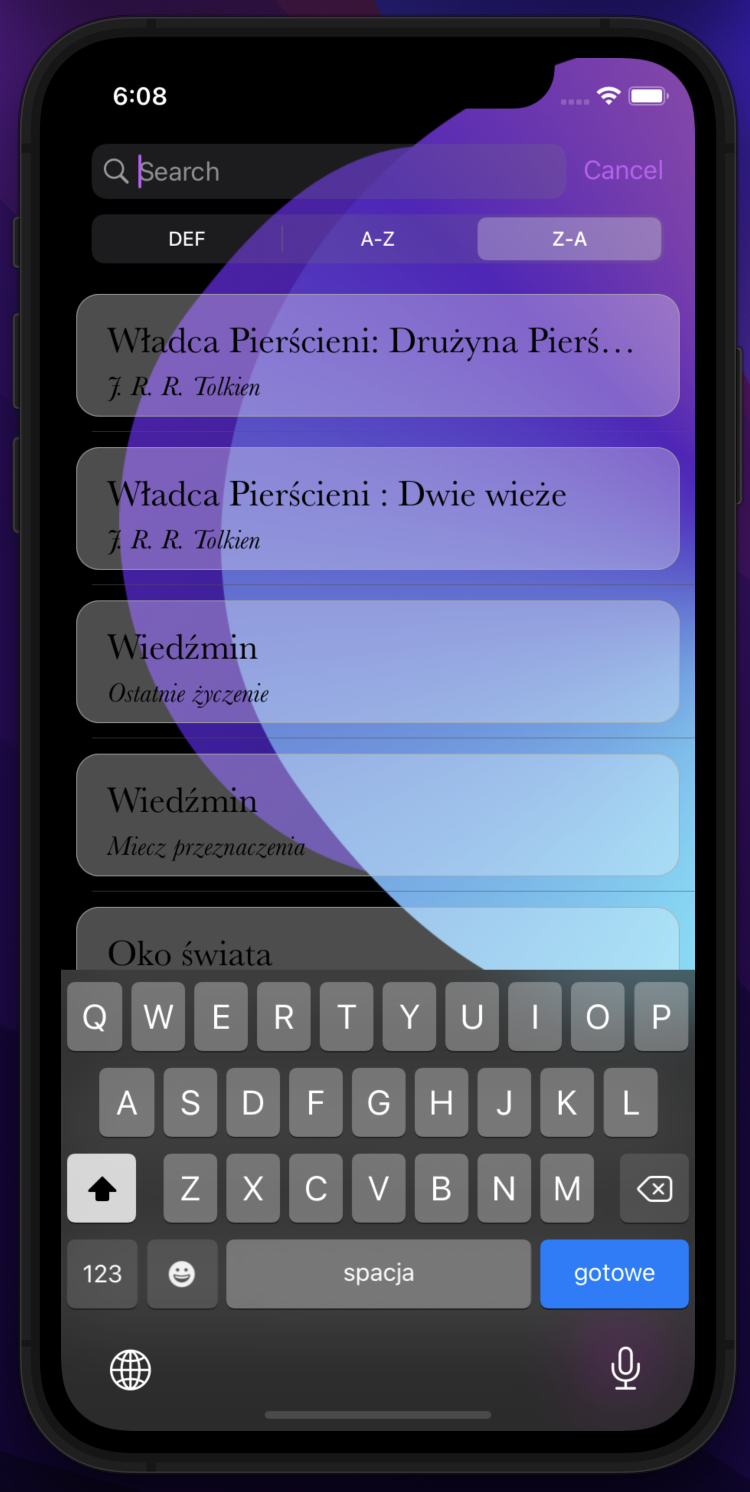 6:08
Search
Cancel
DEF A-Z Z-A
Władca Pierścieni: Drużyna Pierś...
J. R. R. Tolkien
Władca Pierścieni : Dwie wieże
J. R. R. Tolkien
Wiedźmin
Ostatnie życzenie
Wiedźmin
Miecz przeznaczenia
Oko świata
Q W E R T Y U I O P
A S D F G H J K L
Z X C V B N M
123 spacja gotowe